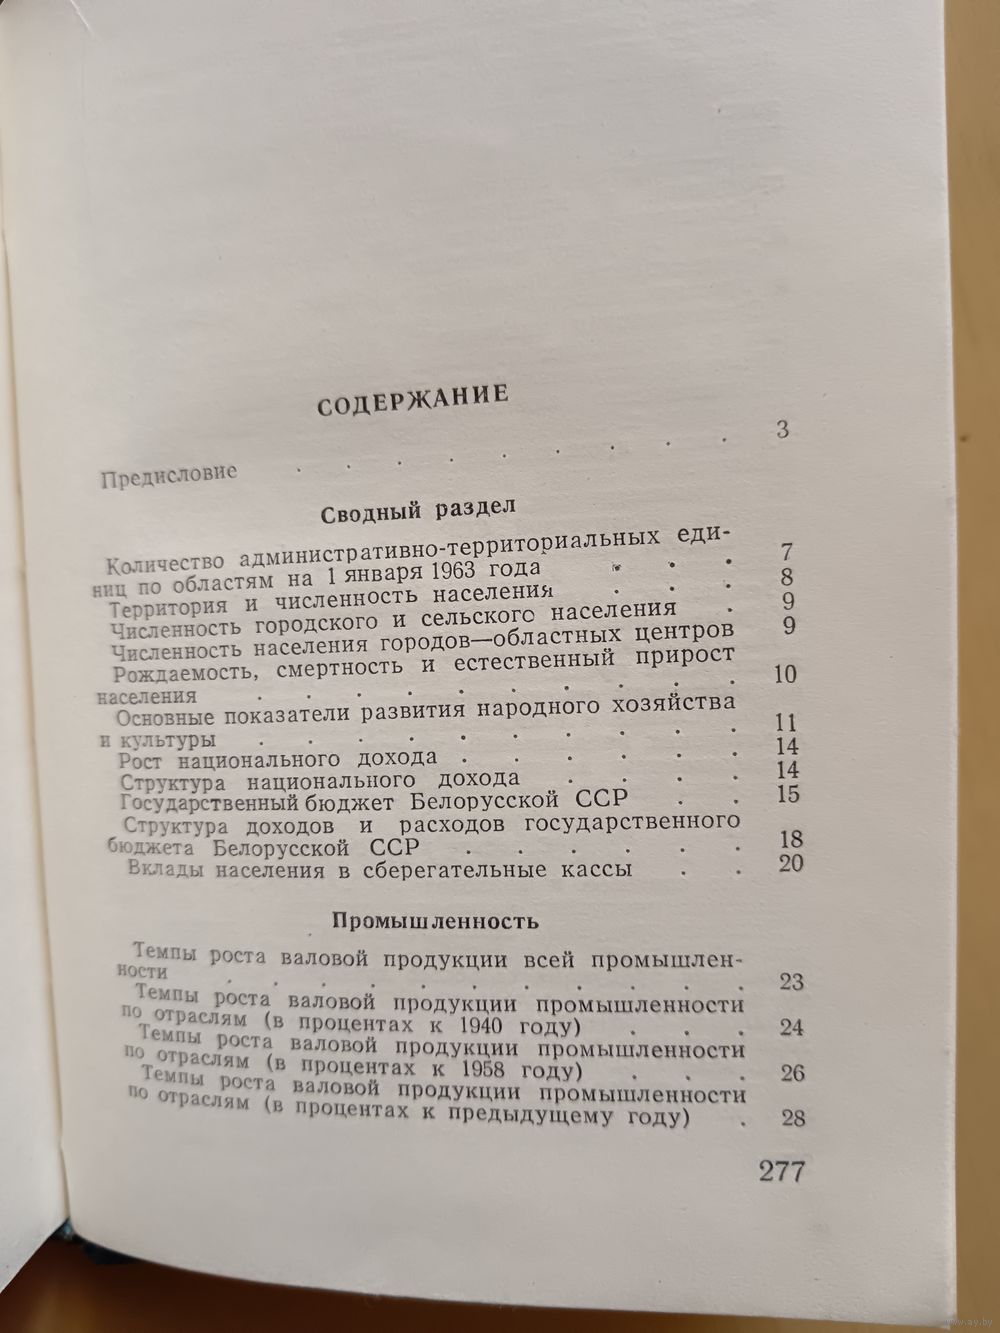 СОДЕРЖАНИЕ
Предисловие . . . . . . . . . 3
Сводный раздел
Количество административно-территориальных еди-
ниц по областям на 1 января 1963 года . . . 7
Территория и численность населения . . . 8
Численность городского и сельского населения . 9
Численность населения городов—областных центров 9
Рождаемость, смертность и естественный прирост
населения . . . . . . . . . . 10
Основные показатели развития народного хозяйства
и культуры . . . . . . . . . . 11
Рост национального дохода . . . . . . 14
Структура национального дохода . . . . 14
Государственный бюджет Белорусской ССР . . 15
Структура доходов и расходов государственного
бюджета Белорусской ССР . . . . . . 18
Вклады населения в сберегательные кассы . . 20
Промышленность
Темпы роста валовой продукции всей промышлен-
ности . . . . . . . . . . . 23
Темпы роста валовой продукции промышленности
по отраслям (в процентах к 1940 году) . . . 24
Темпы роста валовой продукции промышленности
по отраслям (в процентах к 1958 году) . . . 26
Темпы роста валовой продукции промышленности
по отраслям (в процентах к предыдущему году) . 28
277
www.ay.by